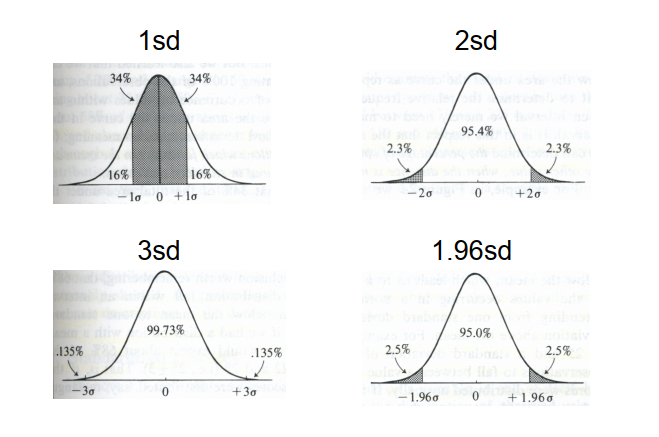 1sd
34% 34%
16% 16%
−1σ 0 +1σ
2sd
95.4%
2.3% 2.3%
−2σ 0 +2σ
3sd
99.73%
.135% .135%
−3σ 0 +3σ
1.96sd
95.0%
2.5% 2.5%
−1.96σ 0 +1.96σ